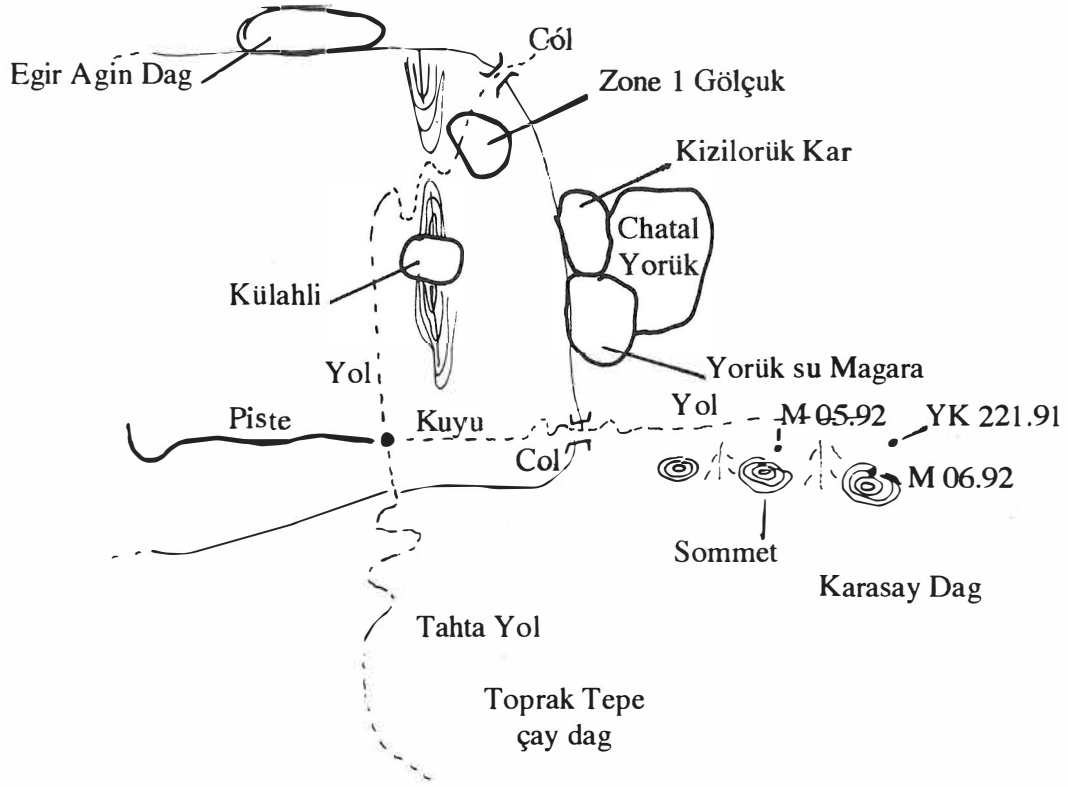 Cól
Egir Agin Dag
Zone 1 Gölçuk
Kizilorük Kar
Chatal
Yorük
Külahli
Yorük su Magara
Yol
Yol
Piste
Kuyu
M 05.92
YK 221.91
Col
M 06.92
Sommet
Karasay Dag
Tahta Yol
Toprak Tepe
çay dag